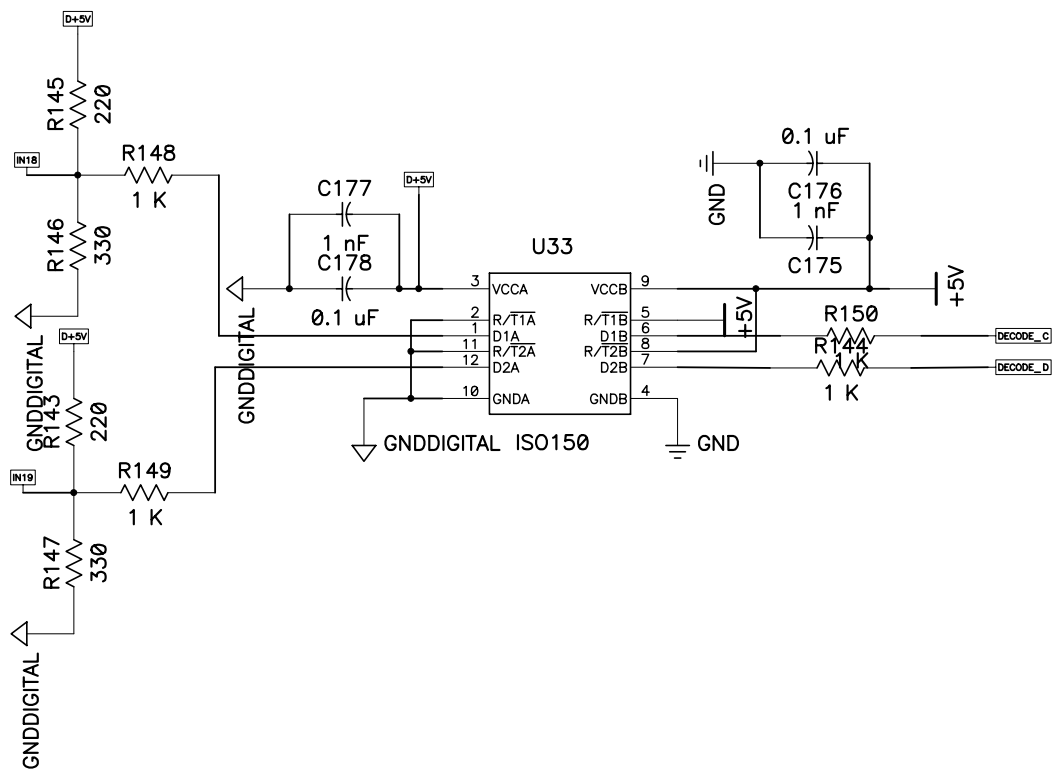 D+5V
R145
220
IN18
R148
1 K
R146
330
GNDDIGITAL
D+5V
R143
220
IN19
R149
1 K
R147
330
GNDDIGITAL
C177
1 nF
C178
0.1 uF
D+5V
GNDDIGITAL
U33
3 VCCA
2 R/T1A
1 D1A
11 R/T2A
12 D2A
10 GNDA
VCCB 9
R/T1B 5
D1B 6
R/T2B 8
D2B 7
GNDB 4
GNDDIGITAL
ISO150
GND
0.1 uF
C176
1 nF
C175
GND
+5V
+5V
R150
1 K
R144
1 K
DECODE_C
DECODE_D